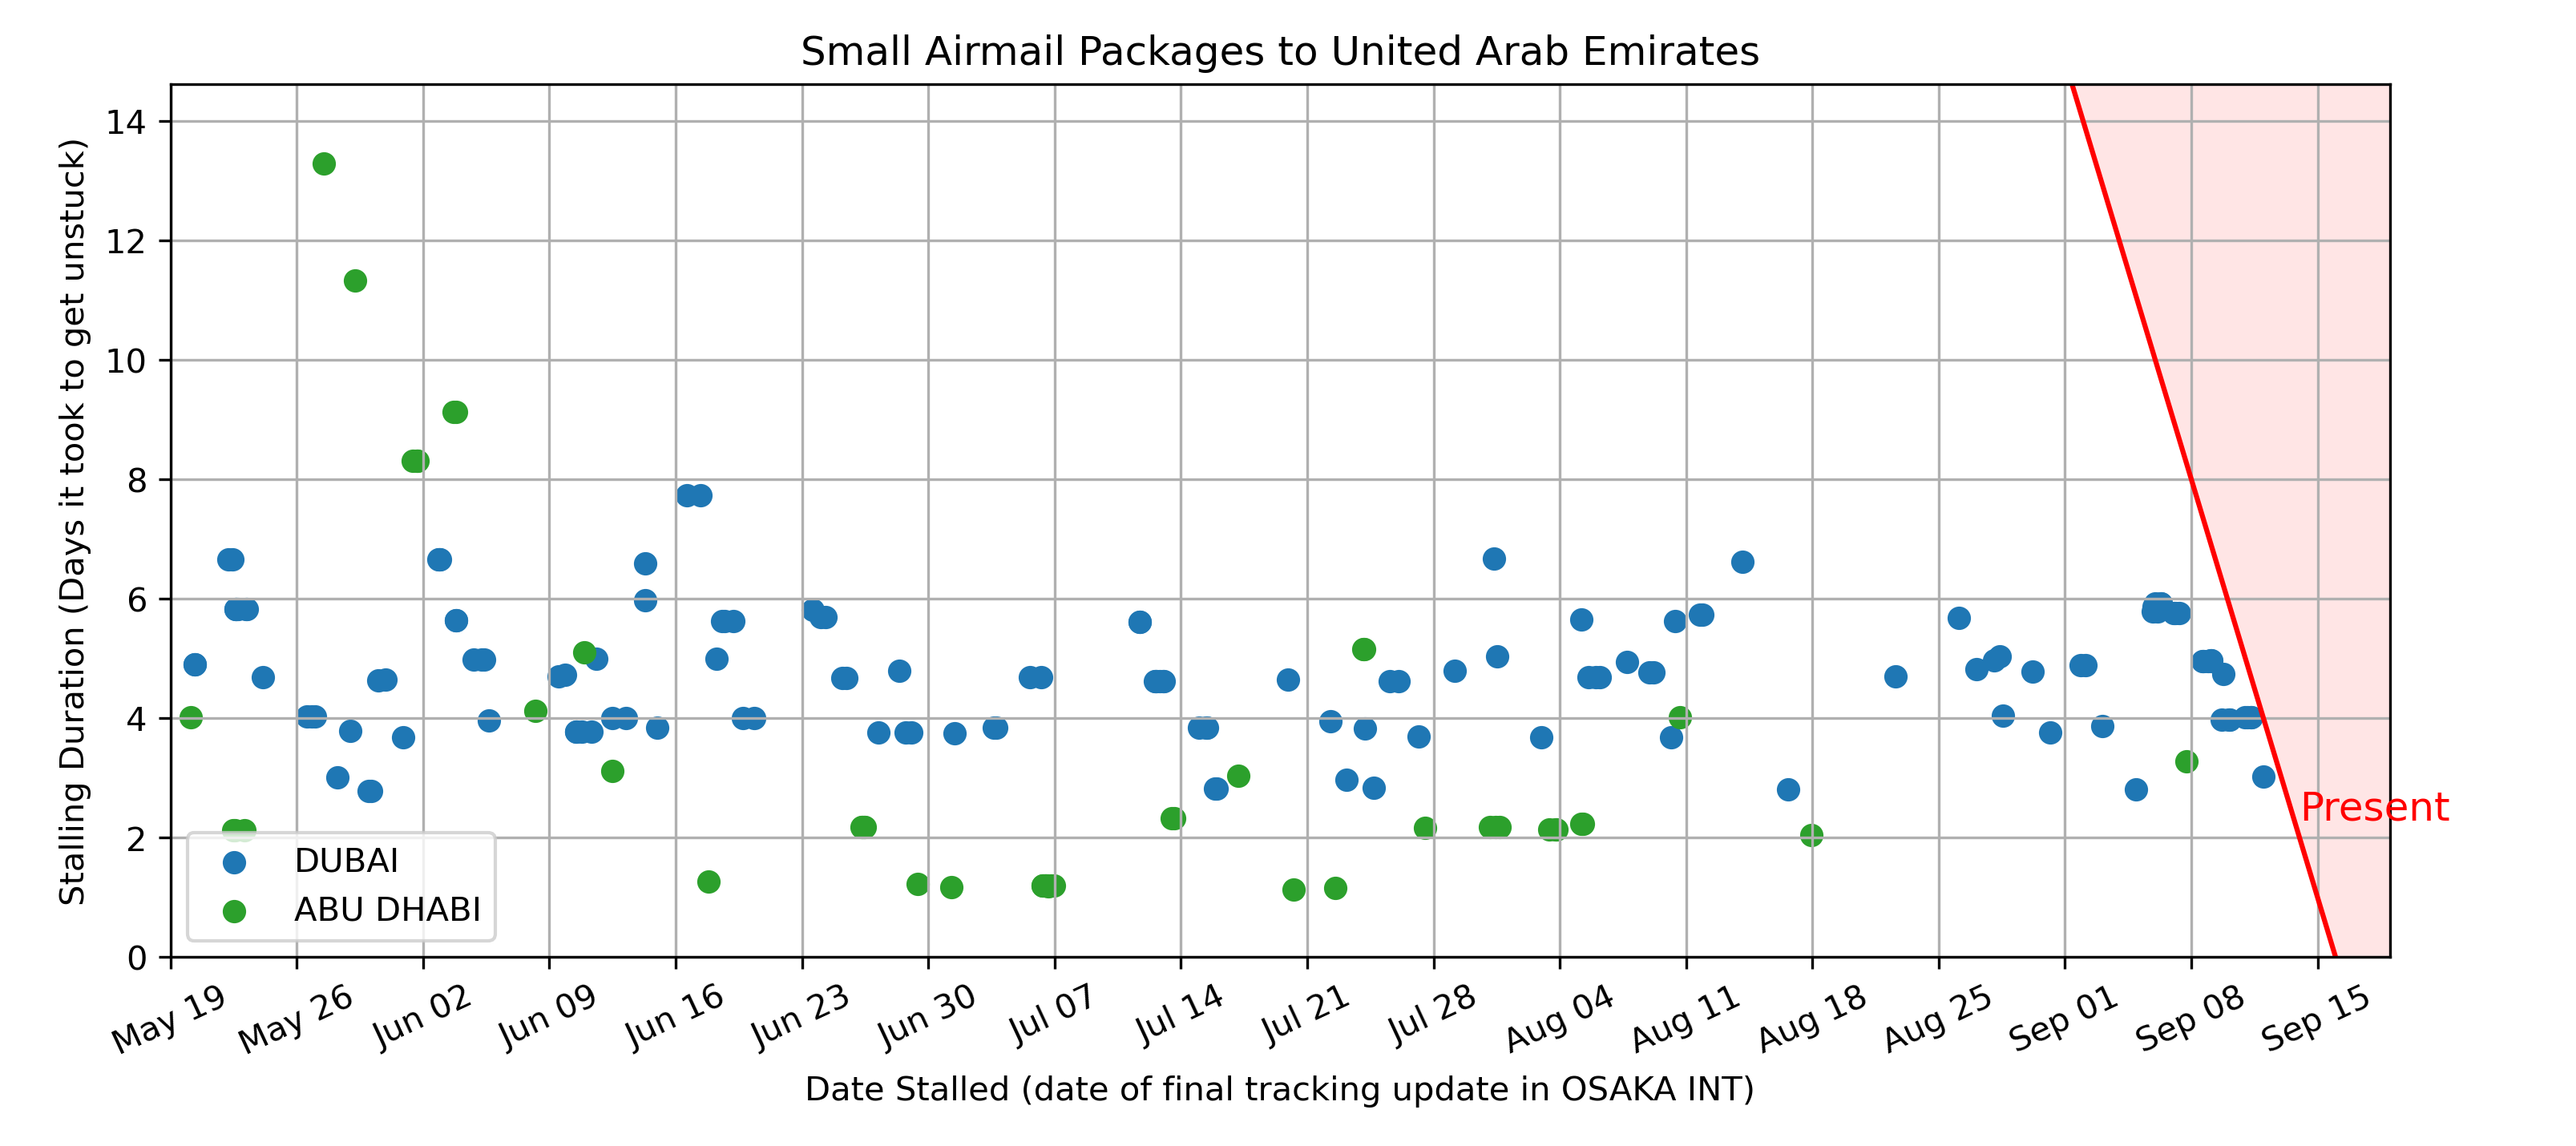 Small Airmail Packages to United Arab Emirates
Stalling Duration (Days it took to get unstuck)
14
12
10
8
6
4
2
0
Present
DUBAI
ABU DHABI
May 19
May 26
Jun 02
Jun 09
Jun 16
Jun 23
Jun 30
Jul 07
Jul 14
Jul 21
Jul 28
Aug 04
Aug 11
Aug 18
Aug 25
Sep 01
Sep 08
Sep 15
Date Stalled (date of final tracking update in OSAKA INT)